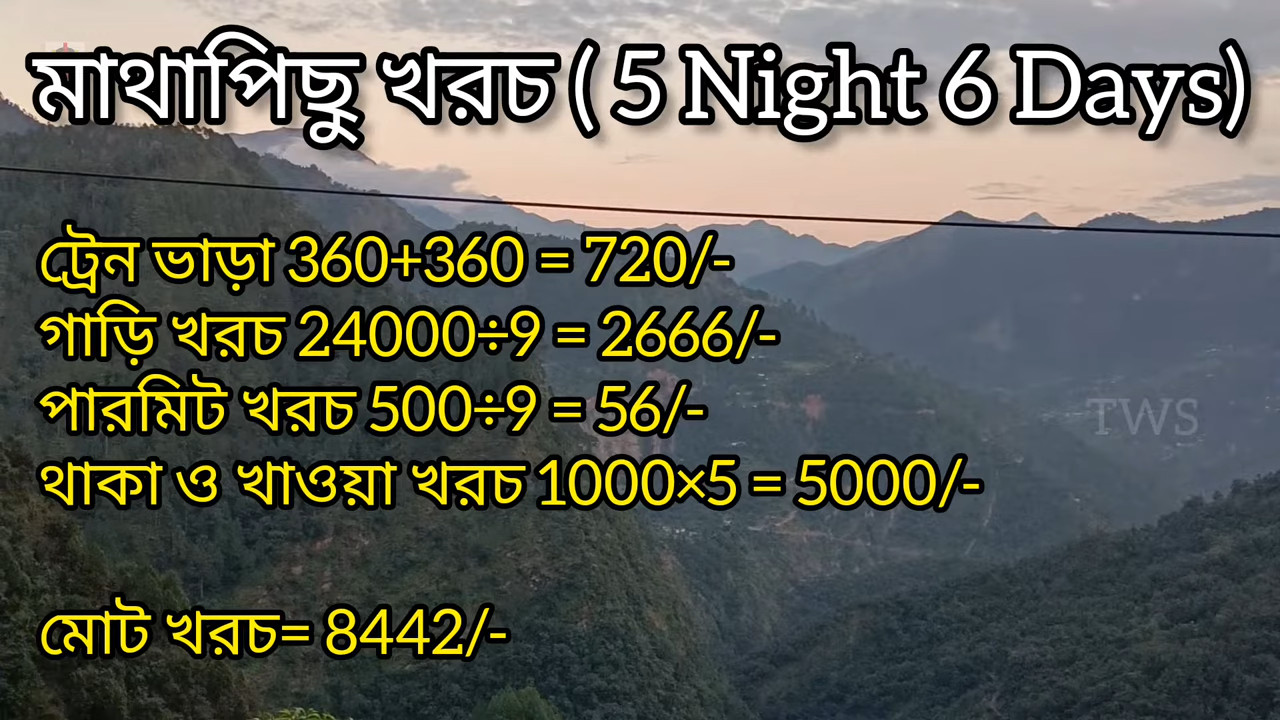 মাথাপিছু খরচ ( 5 Night 6 Days)
ট্রেন ভাড়া 360+360 = 720/-
গাড়ি খরচ 24000÷9 = 2666/-
পারমিট খরচ 500÷9 = 56/-
TWS
থাকা ও খাওয়া খরচ 1000×5 = 5000/-
মোট খরচ= 8442/-